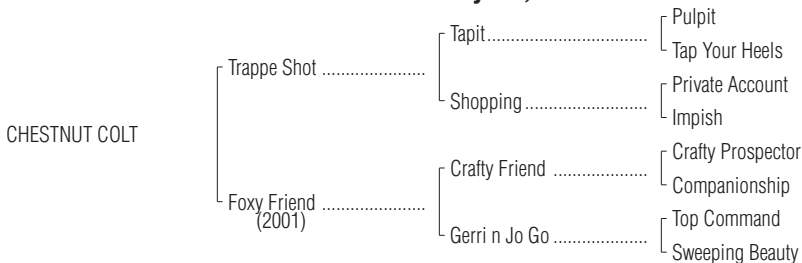 Pulpit
Tapit
Tap Your Heels
Trappe Shot
Private Account
Shopping
Impish
CHESTNUT COLT
Crafty Prospector
Crafty Friend
Companionship
Foxy Friend
(2001)
Top Command
Gerri n Jo Go
Sweeping Beauty